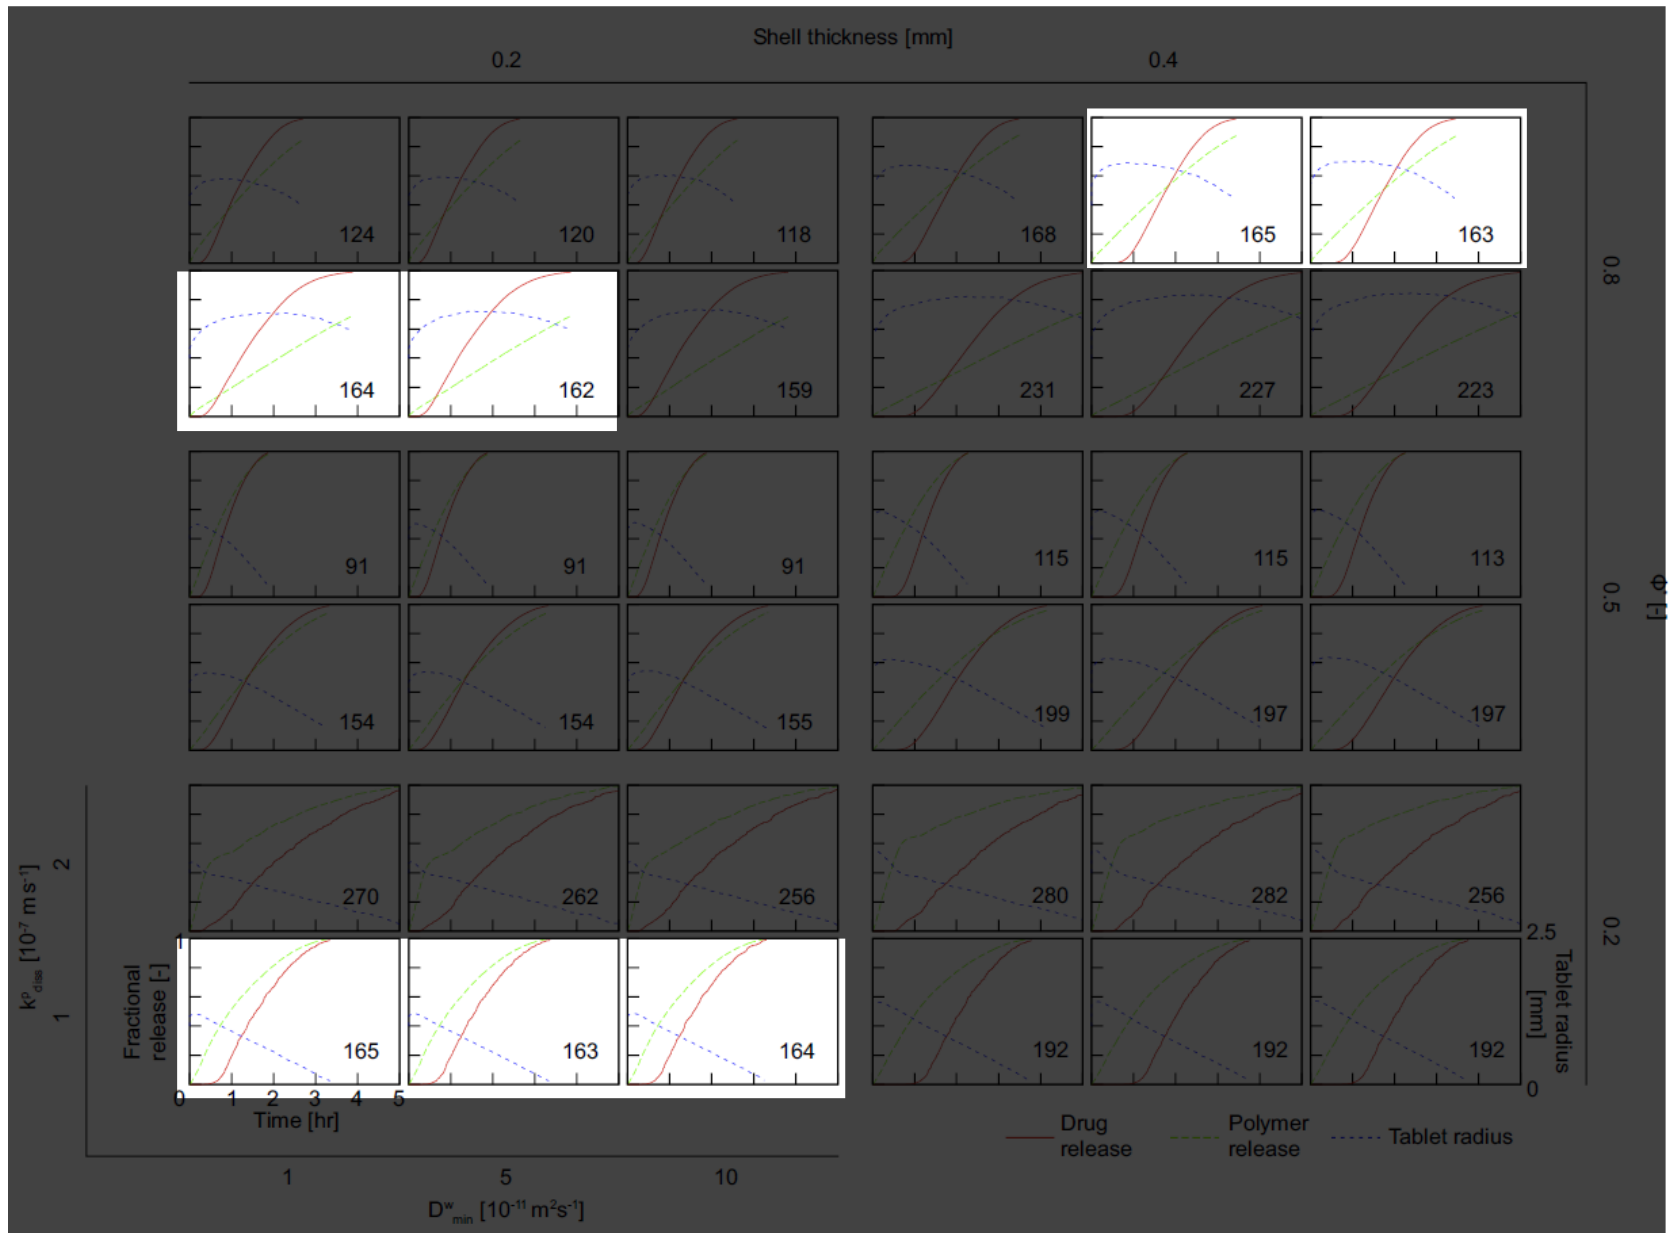 Shell thickness [mm]
0.2 0.4
124 120 118 168 165 163
0.8
164 162 159 231 227 223
91 91 91 115 115 113
0.5 Φ* [-]
154 154 155 199 197 197
k^p_diss [10^-7 m s^-1]
2
270 262 256 280 282 256
0.2
1
Fractional
release [-]
1
165 163 164 192 192 192
2.5
Tablet radius
[mm]
0
0 1 2 3 4 5
Time [hr]
Drug
release
Polymer
release
Tablet radius
1 5 10
D^w_min [10^-11 m^2 s^-1]